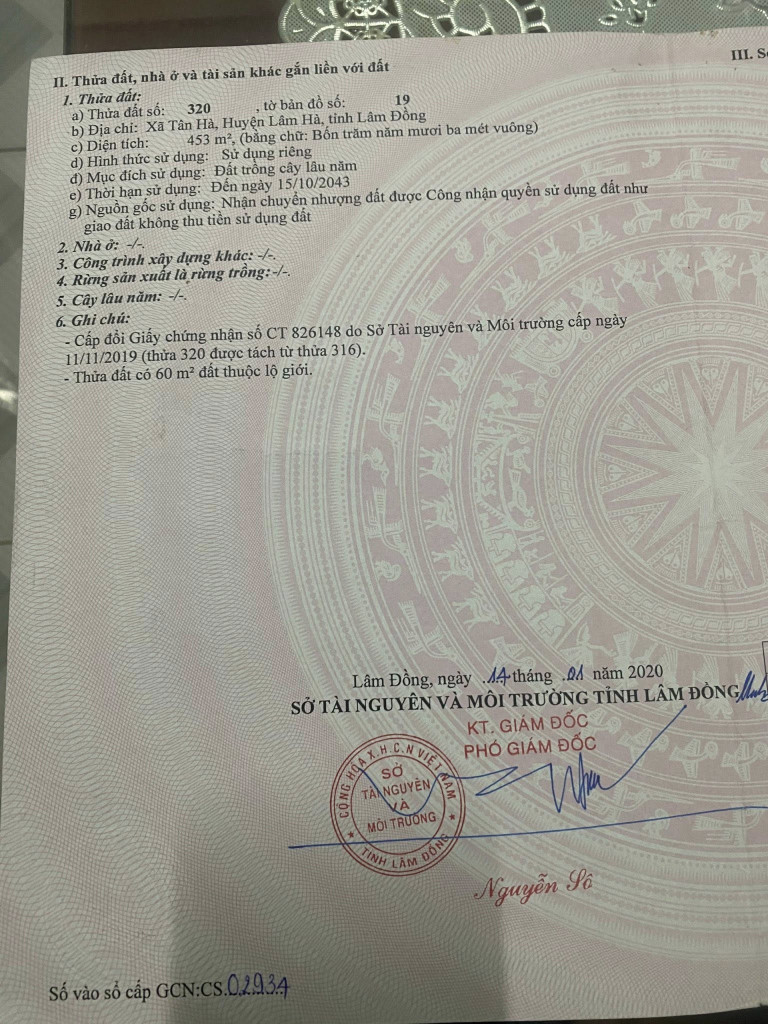 II. Thửa đất, nhà ở và tài sản khác gắn liền với đất
III. S
1. Thửa đất:
a) Thửa đất số: 320 , tờ bản đồ số: 19
b) Địa chỉ: Xã Tân Hà, Huyện Lâm Hà, tỉnh Lâm Đồng
c) Diện tích: 453 m², (bằng chữ: Bốn trăm năm mươi ba mét vuông)
d) Hình thức sử dụng: Sử dụng riêng
đ) Mục đích sử dụng: Đất trồng cây lâu năm
e) Thời hạn sử dụng: Đến ngày 15/10/2043
g) Nguồn gốc sử dụng: Nhận chuyển nhượng đất được Công nhận quyền sử dụng đất như
giao đất không thu tiền sử dụng đất
2. Nhà ở: -/-.
3. Công trình xây dựng khác: -/-.
4. Rừng sản xuất là rừng trồng: -/-.
5. Cây lâu năm: -/-.
6. Ghi chú:
- Cấp đổi Giấy chứng nhận số CT 826148 do Sở Tài nguyên và Môi trường cấp ngày
11/11/2019 (thửa 320 được tách từ thửa 316).
- Thửa đất có 60 m² đất thuộc lộ giới.
Lâm Đồng, ngày 14 tháng 01 năm 2020
SỞ TÀI NGUYÊN VÀ MÔI TRƯỜNG TỈNH LÂM ĐỒNG
KT. GIÁM ĐỐC
PHÓ GIÁM ĐỐC
CỘNG HÒA X.H.C.N VIỆT NAM
SỞ
TÀI NGUYÊN
VÀ
MÔI TRƯỜNG
TỈNH LÂM ĐỒNG
Nguyễn Sô
Số vào sổ cấp GCN:CS.02934